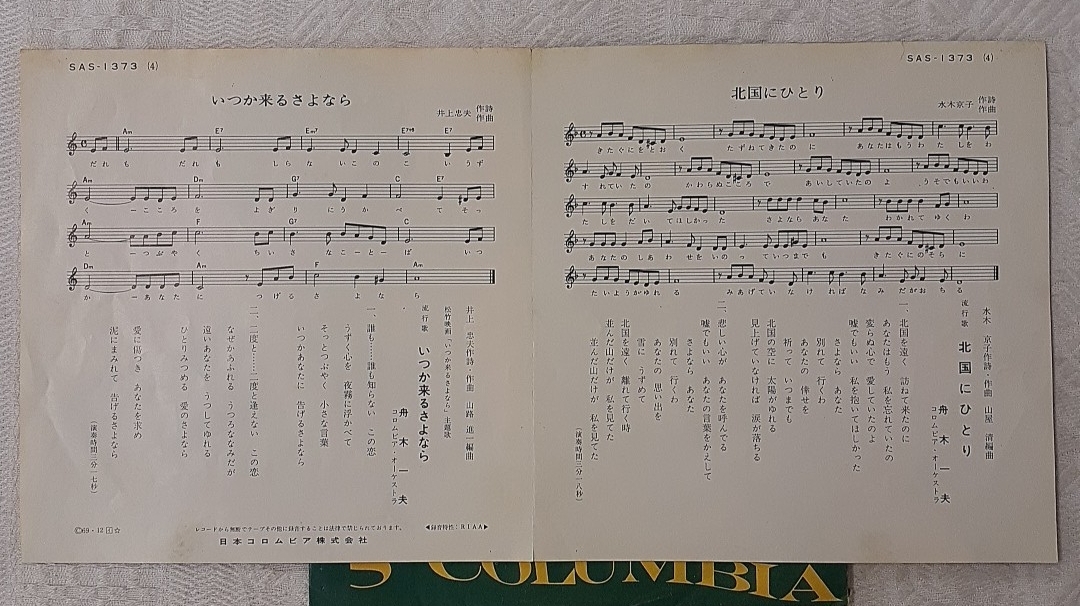 SAS-1373 (4)
いつか来るさよなら
井上忠夫 作詩
作曲
Am E7 Em7 E7+9 E7
だれ も だれ も しら な いこ の こ い うず
Am Dm G7 C E7
く ーこころ を よぎ り にう か べ て そっ
Am F G7 C
と ーつぶや く ちい さ なこーと ば いつ
Dm Am F Am
か ーあなた に つげる さ よ な ら
井上 忠夫作詩 作曲 山路 進一編曲
松竹映画「いつか来るさよなら」主題歌
流行歌 いつか来るさよなら
舟木一夫
コロムビア・オーケストラ
一、誰も……誰も知らない この恋
うずく心を 夜霧に浮かべて
そっとつぶやく 小さな言葉
いつかあなたに 告げるさよなら
二、二度と……二度と逢えない この恋
なぜかあふれる うつろななみだが
遠いあなたを うつしてゆれる
ひとりみつめる 愛のさよなら
愛に傷つき あなたを求め
泥にまみれて 告げるさよなら
(演奏時間三分一七秒)
Ⓒ69・12 ☆
レコードから無断でテープその他に録音することは法律で禁じられております。
◀録音特性:RIAA▶
日本コロムビア株式会社
SAS-1373 (4)
北国にひとり
水木京子 作詩
作曲
きたぐにをとお く たずねてきたの に あなたはもうわ た しをわ
すれていた の かわらぬこころ で あいしていたの よ うそでもいいわ
た しをだ い てほしかっ た さよなら あな た わかれて ゆく わ
あなたの しあ わせを いの っ ていつまで も きたぐにのそら に
たいようがゆれ る みあげてい な ければ な み だ がおち る
水木 京子作詩 作曲 山屋 清編曲
流行歌 北国にひとり
舟木一夫
コロムビア・オーケストラ
一、北国を遠く 訪ねて来たのに
あなたはもう 私を忘れていたの
変らぬ心で 愛していたのよ
嘘でもいい 私を抱いてほしかった
さよなら あなた
別れて 行くわ
あなたの 倖せを
祈って いつまでも
北国の空に 太陽がゆれる
見上げていなければ 涙が落ちる
二、悲しい心が あなたを呼んでる
嘘でもいい あなたの言葉をかえして
さよなら あなた
別れて 行くわ
あなたの 思い出を
雪に うずめて
北国を遠く 離れて行く時
並んだ山だけが 私を見てた
並んだ山だけが 私を見てた
(演奏時間三分一八秒)
COLUMBIA